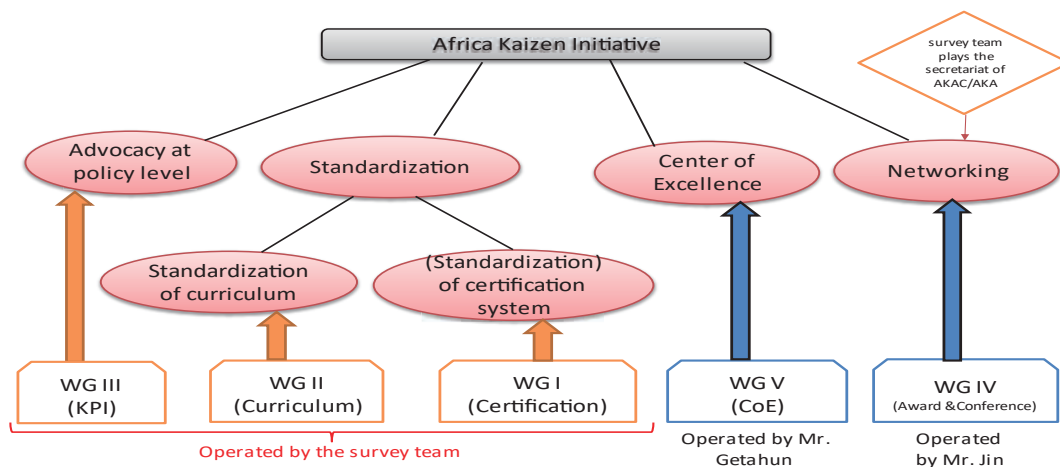 Africa Kaizen Initiative
survey team
plays the
secretariat of
AKAC/AKA
Advocacy at
policy level
Standardization
Center of
Excellence
Networking
Standardization
of curriculum
(Standardization)
of certification
system
WG III
(KPI)
WG II
(Curriculum)
WG I
(Certification)
WG V
(CoE)
WG IV
(Award &Conference)
Operated by the survey team
Operated by Mr.
Getahun
Operated
by Mr. Jin